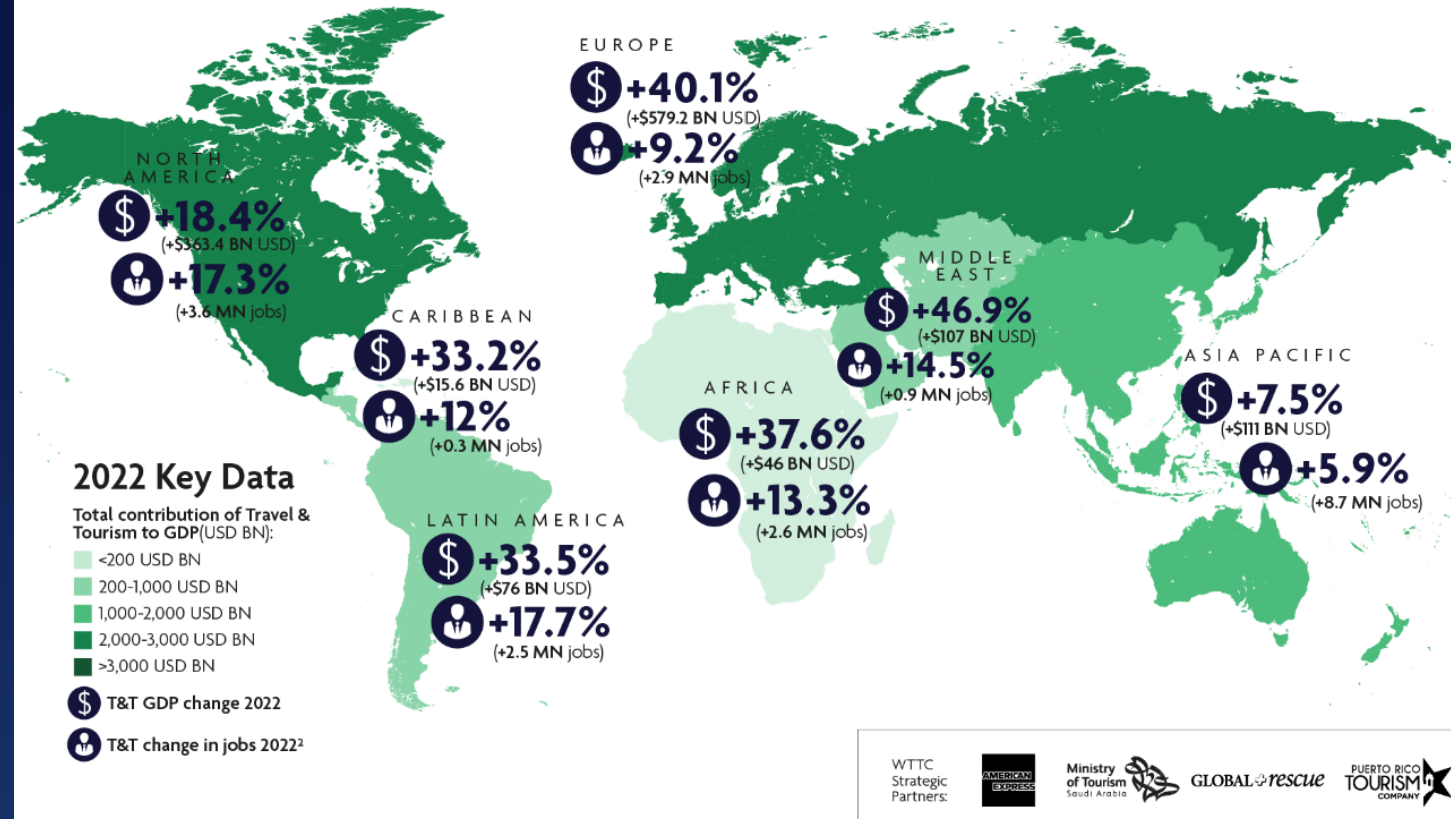 EUROPE
$ +40.1%
(+$579.2 BN USD)
+9.2%
(+2.9 MN jobs)
NORTH
AMERICA
$ +18.4%
(+$363.4 BN USD)
+17.3%
(+3.6 MN jobs)
CARIBBEAN
$ +33.2%
(+$15.6 BN USD)
+12%
(+0.3 MN jobs)
LATIN AMERICA
$ +33.5%
(+$76 BN USD)
+17.7%
(+2.5 MN jobs)
AFRICA
$ +37.6%
(+$46 BN USD)
+13.3%
(+2.6 MN jobs)
MIDDLE
EAST
$ +46.9%
(+$107 BN USD)
+14.5%
(+0.9 MN jobs)
ASIA PACIFIC
$ +7.5%
(+$111 BN USD)
+5.9%
(+8.7 MN jobs)
2022 Key Data
Total contribution of Travel &
Tourism to GDP(USD BN):
<200 USD BN
200-1,000 USD BN
1,000-2,000 USD BN
2,000-3,000 USD BN
>3,000 USD BN
$ T&T GDP change 2022
T&T change in jobs 2022²
WTTC
Strategic
Partners:
AMERICAN
EXPRESS
Ministry
of Tourism
Saudi Arabia
GLOBAL+rescue
PUERTO RICO
TOURISM
COMPANY